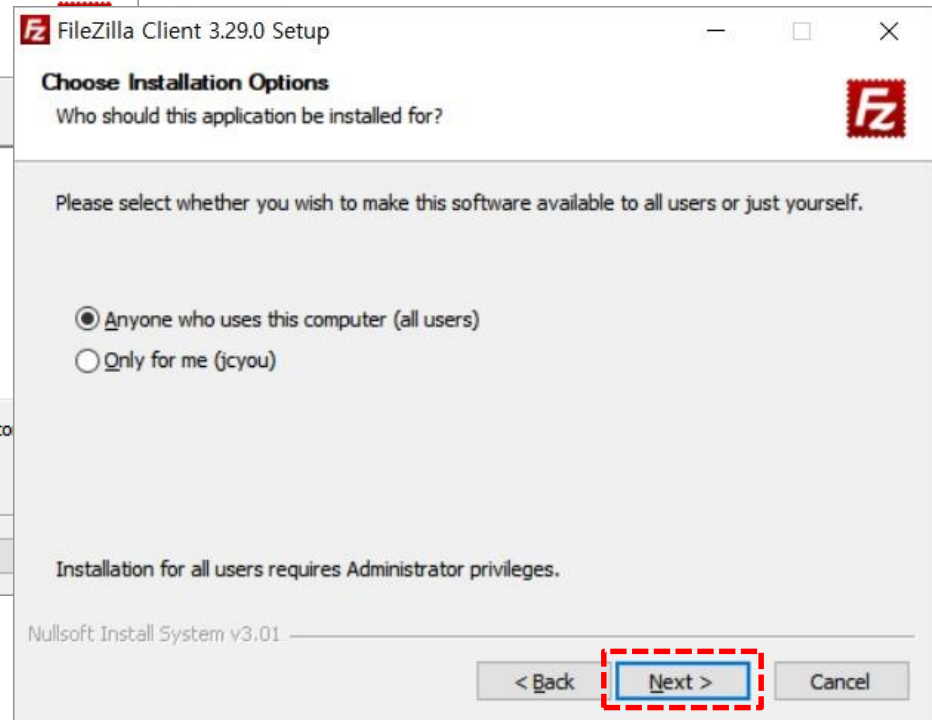 FileZilla Client 3.29.0 Setup
Choose Installation Options
Who should this application be installed for?
Fz
Please select whether you wish to make this software available to all users or just yourself.
Anyone who uses this computer (all users)
Only for me (jcyou)
Installation for all users requires Administrator privileges.
Nullsoft Install System v3.01
< Back
Next >
Cancel